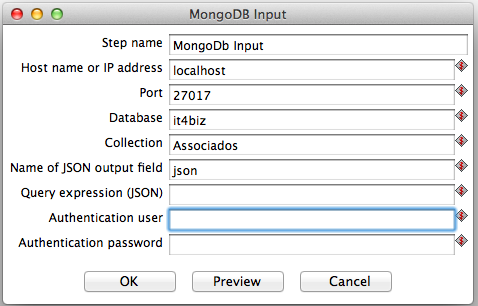 MongoDB Input
Step name MongoDb Input
Host name or IP address localhost
Port 27017
Database it4biz
Collection Associados
Name of JSON output field json
Query expression (JSON)
Authentication user
Authentication password
OK Preview Cancel